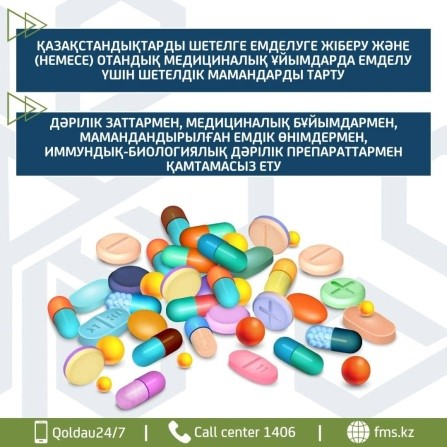 ҚАЗАҚСТАНДЫҚТАРДЫ ШЕТЕЛГЕ ЕМДЕЛУГЕ ЖІБЕРУ ЖӘНЕ
(НЕМЕСЕ) ОТАНДЫҚ МЕДИЦИНАЛЫҚ ҰЙЫМДАРДА ЕМДЕЛУ
ҮШІН ШЕТЕЛДІК МАМАНДАРДЫ ТАРТУ
ДӘРІЛІК ЗАТТАРМЕН, МЕДИЦИНАЛЫҚ БҰЙЫМДАРМЕН,
МАМАНДАНДЫРЫЛҒАН ЕМДІК ӨНІМДЕРМЕН,
ИММУНДЫҚ-БИОЛОГИЯЛЫҚ ДӘРІЛІК ПРЕПАРАТТАРМЕН
ҚАМТАМАСЫЗ ЕТУ
Qoldau24/7 | Call center 1406 | fms.kz